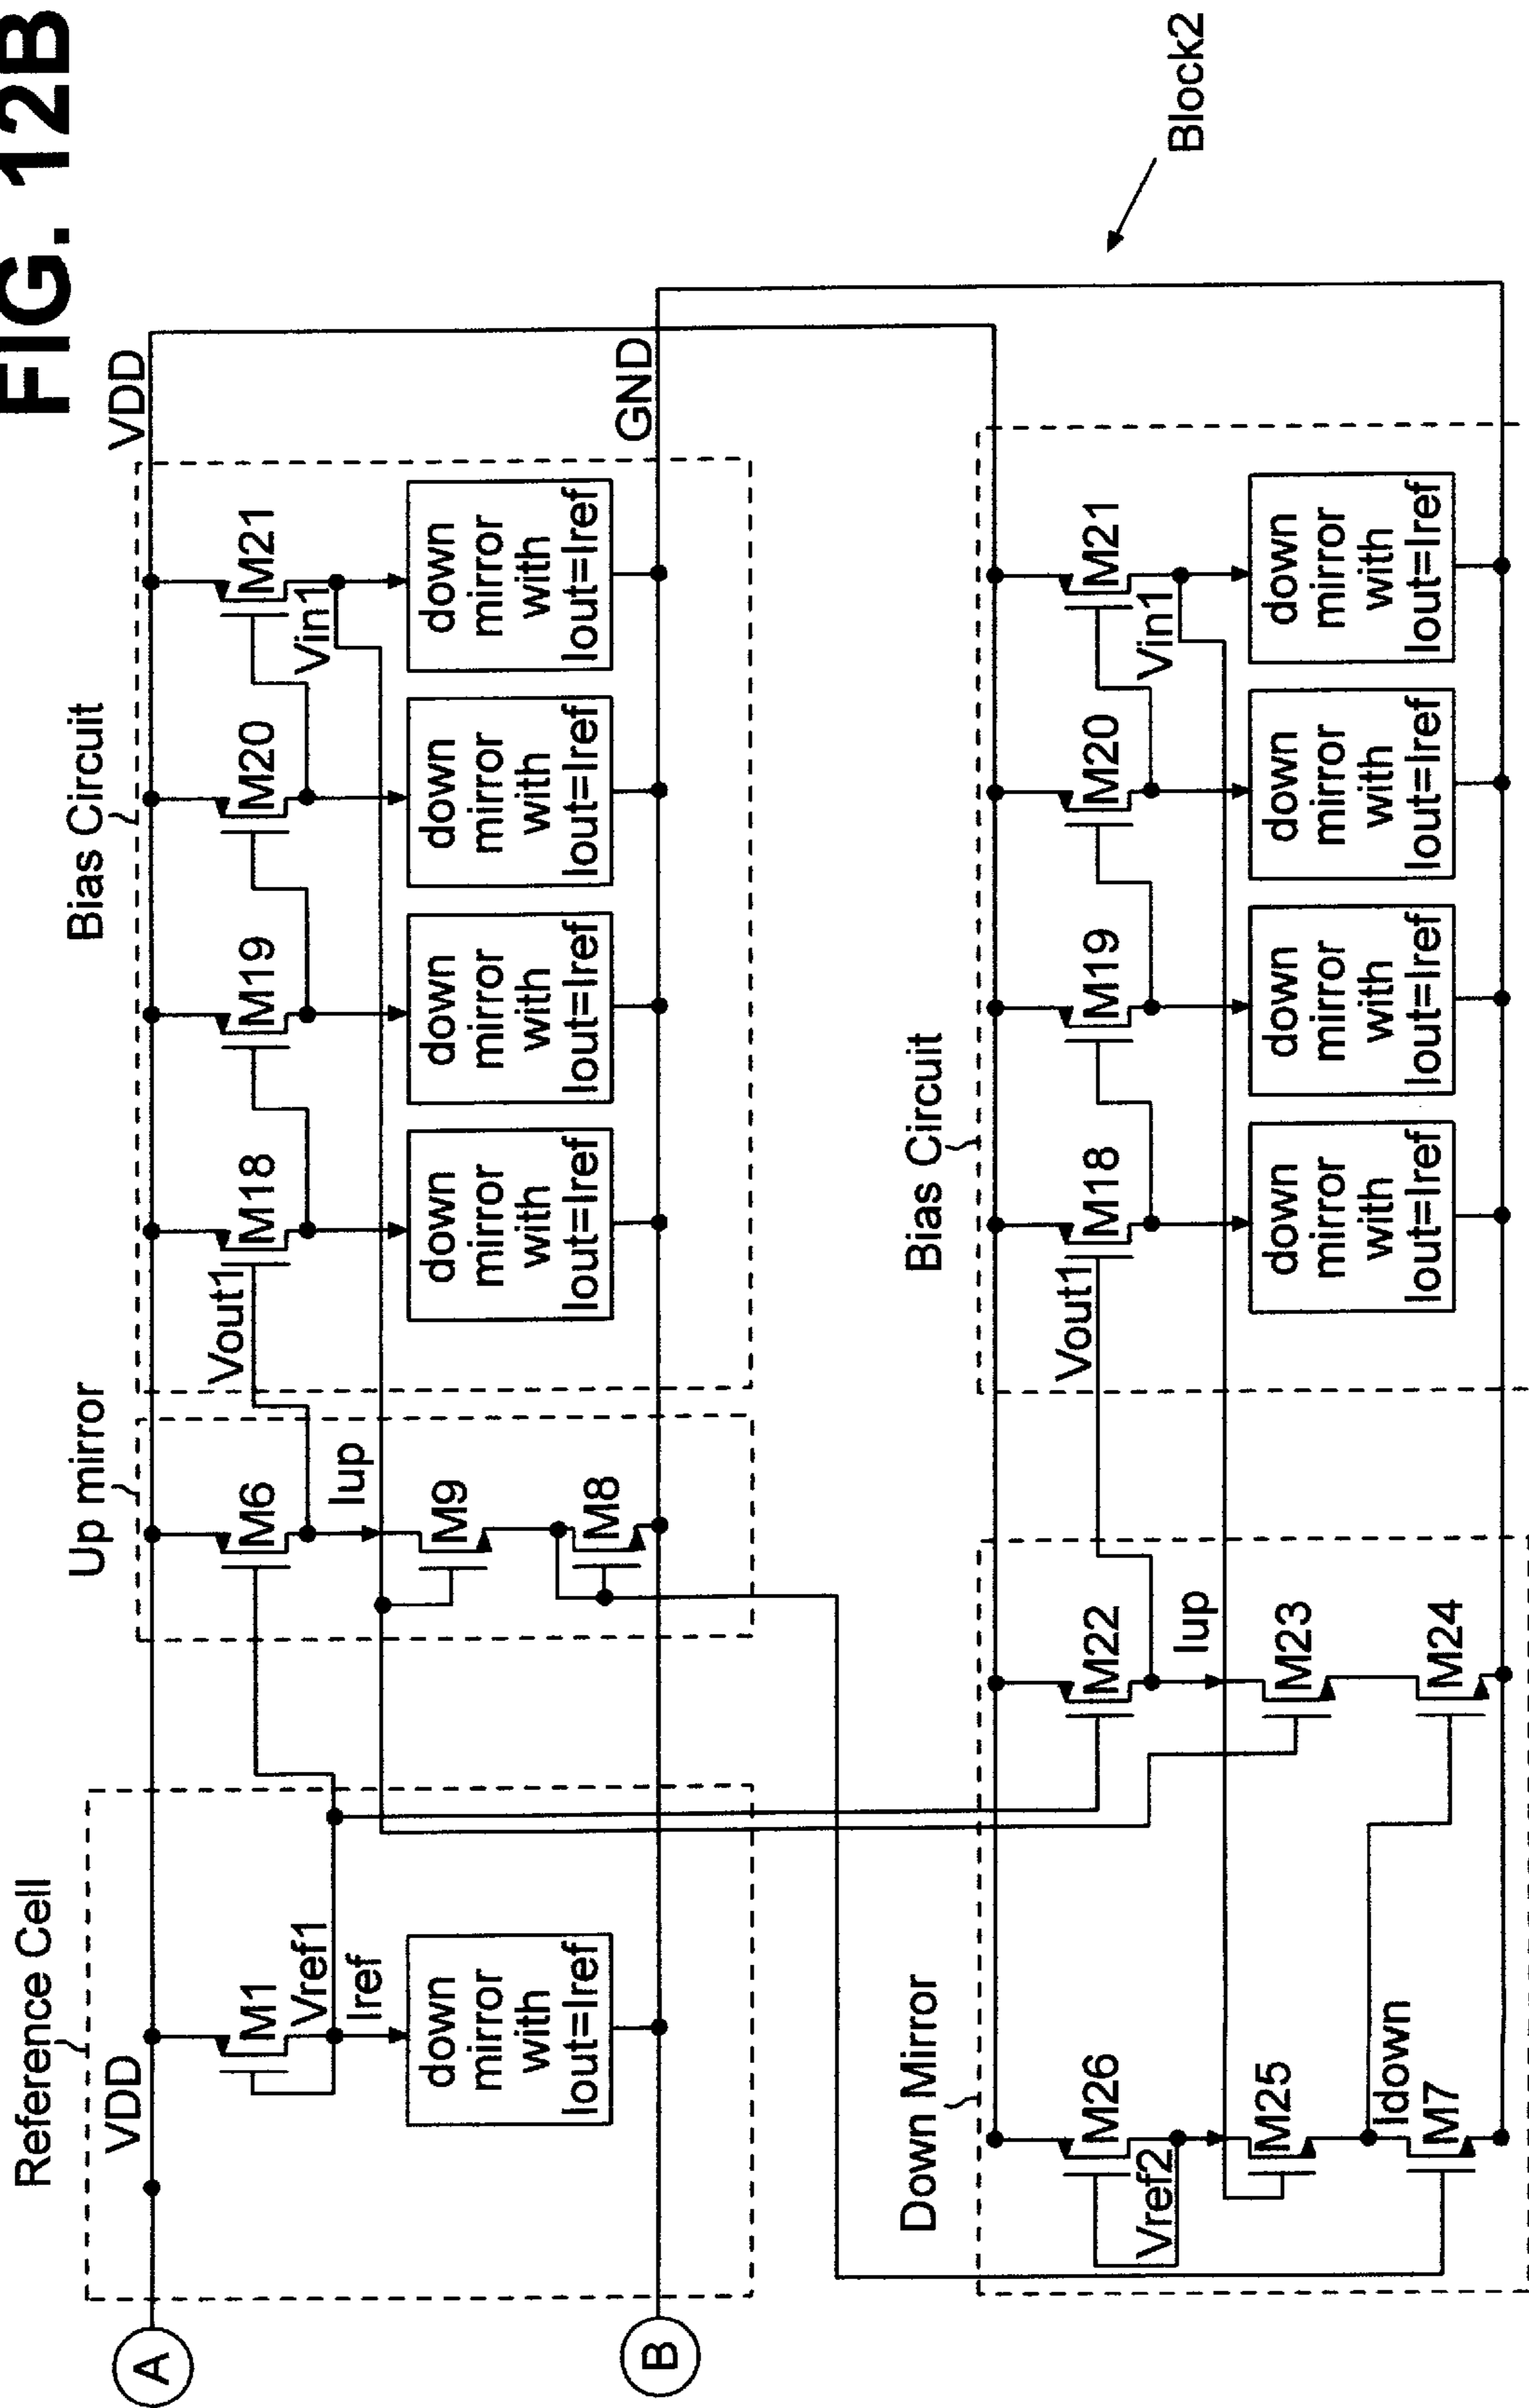 FIG. 12B
Reference Cell
Up mirror
Bias Circuit
A
VDD
VDD
M1
Vref1
Iref
down
mirror
with
Iout=Iref
M6
Iup
M9
M8
Vout1
M18
M19
M20
M21
Vin1
down
mirror
with
Iout=Iref
down
mirror
with
Iout=Iref
down
mirror
with
Iout=Iref
down
mirror
with
Iout=Iref
B
GND
Block2
Down Mirror
Bias Circuit
M26
Vref2
M25
Idown
M7
M22
Iup
M23
M24
Vout1
M18
M19
M20
M21
Vin1
down
mirror
with
Iout=Iref
down
mirror
with
Iout=Iref
down
mirror
with
Iout=Iref
down
mirror
with
Iout=Iref